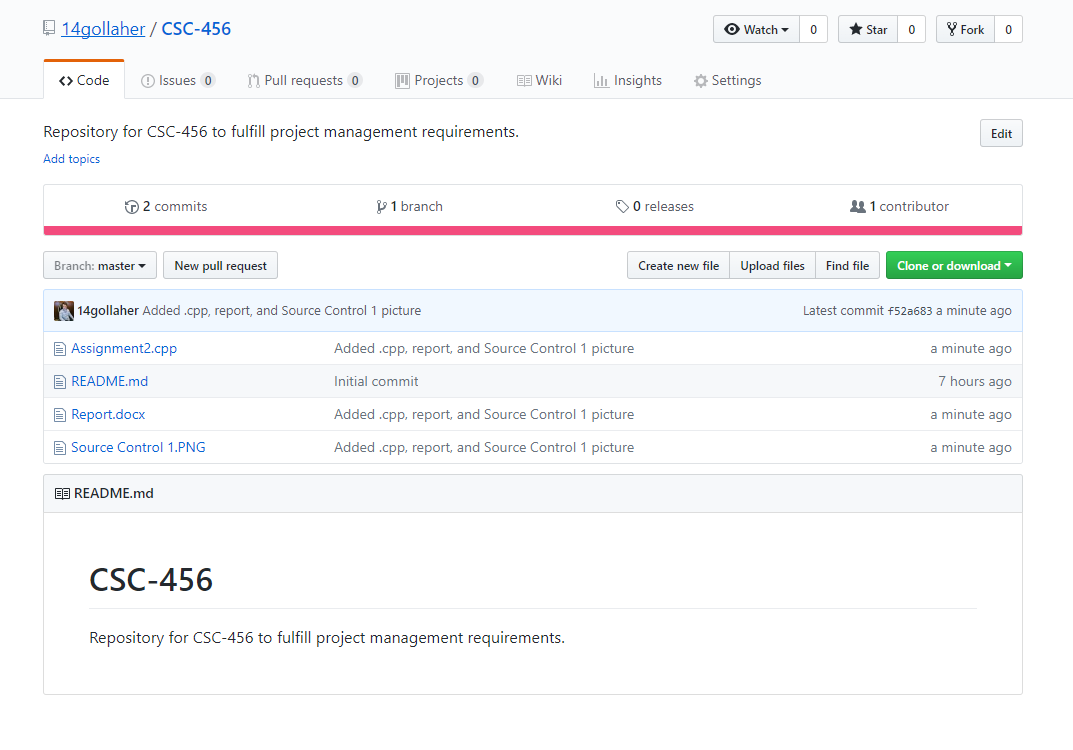 14gollaher / CSC-456
Watch 0 Star 0 Fork 0
Code Issues 0 Pull requests 0 Projects 0 Wiki Insights Settings
Repository for CSC-456 to fulfill project management requirements. Edit
Add topics
2 commits 1 branch 0 releases 1 contributor
Branch: master New pull request Create new file Upload files Find file Clone or download
14gollaher Added .cpp, report, and Source Control 1 picture Latest commit f52a683 a minute ago
Assignment2.cpp Added .cpp, report, and Source Control 1 picture a minute ago
README.md Initial commit 7 hours ago
Report.docx Added .cpp, report, and Source Control 1 picture a minute ago
Source Control 1.PNG Added .cpp, report, and Source Control 1 picture a minute ago
README.md
CSC-456
Repository for CSC-456 to fulfill project management requirements.